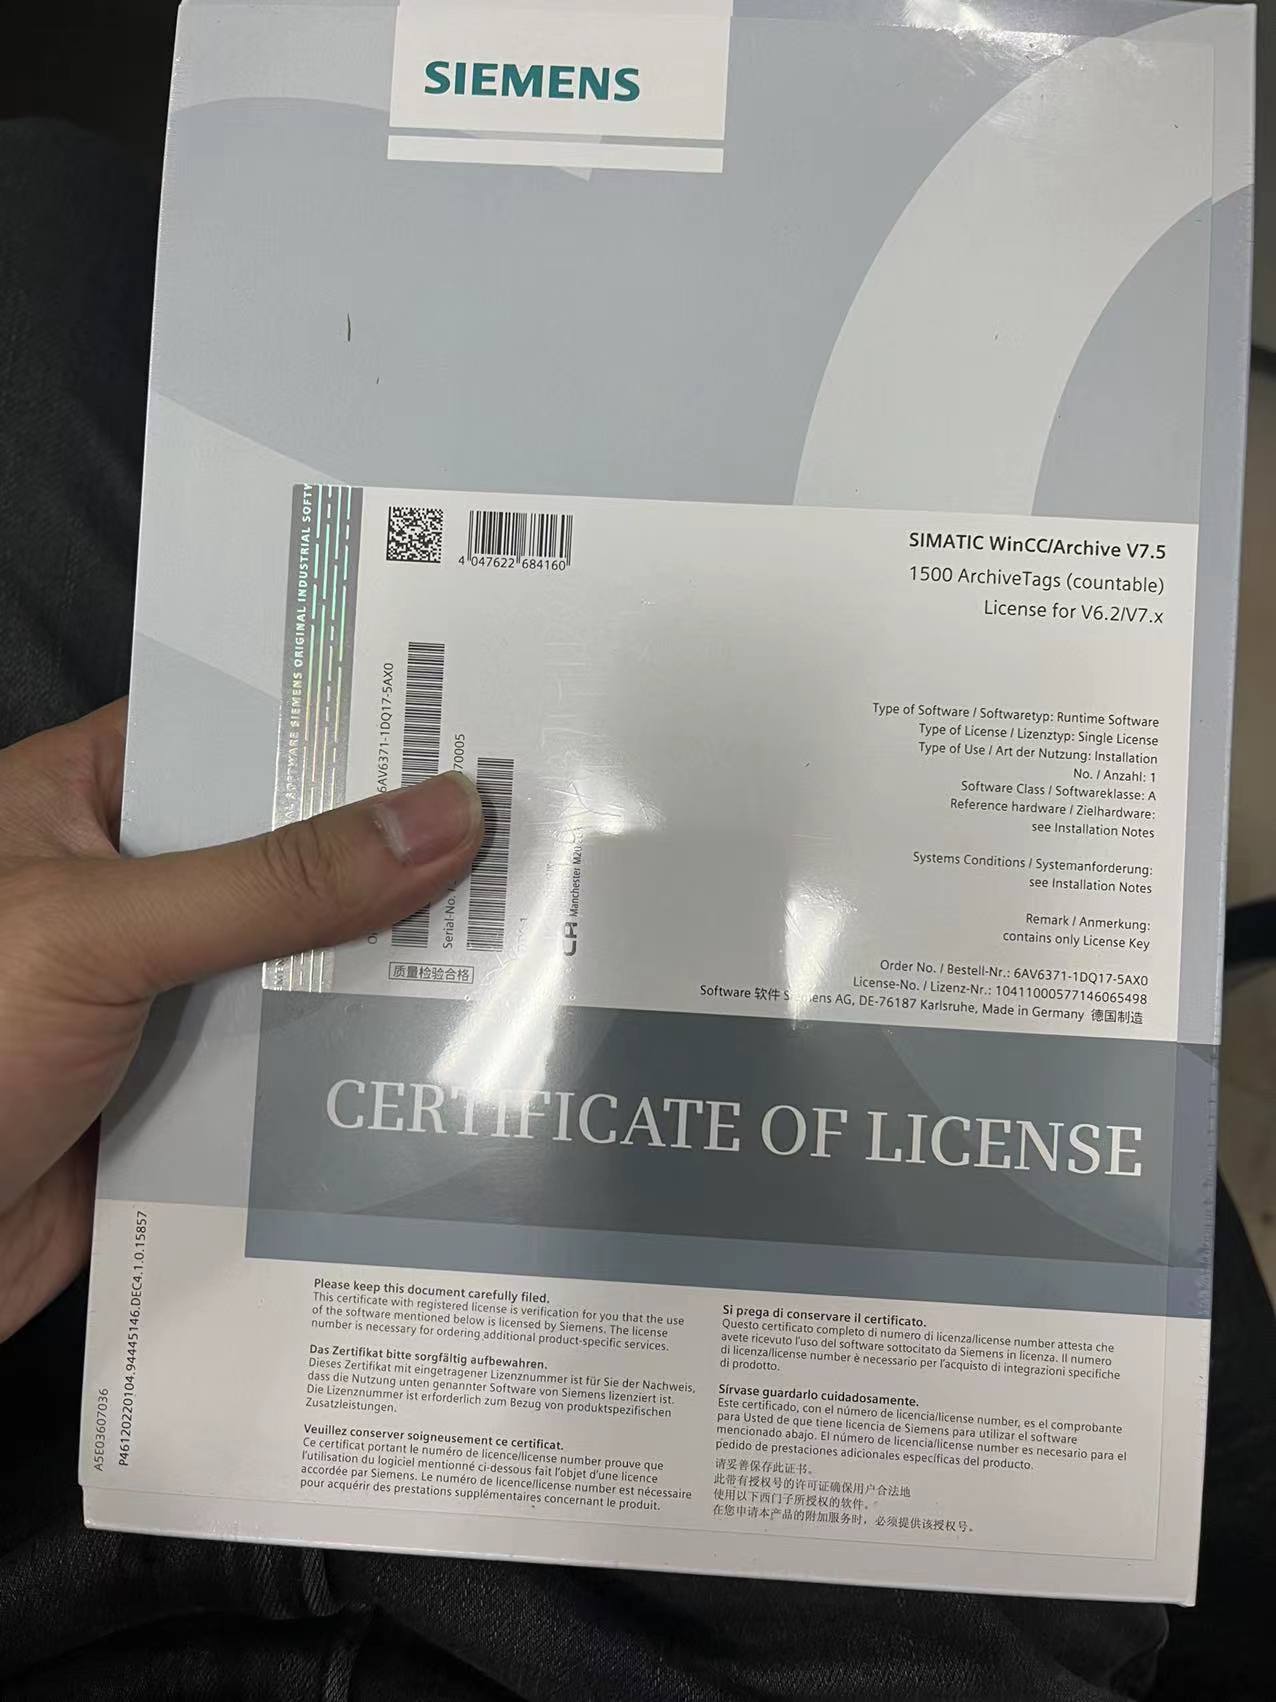 SIEMENS
SIEMENS ORIGINAL INDUSTRIAL
4 047622 684160
SIMATIC WinCC/Archive V7.5
1500 ArchiveTags (countable)
License for V6.2/V7.x
6AV6371-1DQ17-5AX0
70005
Serial-No.
Manchester
质量检验合格
Type of Software / Softwaretyp: Runtime Software
Type of License / Lizenztyp: Single License
Type of Use / Art der Nutzung: Installation
No. / Anzahl: 1
Software Class / Softwareklasse: A
Reference hardware / Zielhardware:
see Installation Notes
Systems Conditions / Systemanforderung:
see Installation Notes
Remark / Anmerkung:
contains only License Key
Order No. / Bestell-Nr.: 6AV6371-1DQ17-5AX0
License-No. / Lizenz-Nr.: 10411000577146065498
Software 软件 Siemens AG, DE-76187 Karlsruhe, Made in Germany 德国制造
CERTIFICATE OF LICENSE
A5E03607036
P46120220104.94445146.DEC4.1.0.15857
Please keep this document carefully filed.
This certificate with registered license is verification for you that the use
of the software mentioned below is licensed by Siemens. The license
number is necessary for ordering additional product-specific services.
Das Zertifikat bitte sorgfältig aufbewahren.
Dieses Zertifikat mit eingetragener Lizenznummer ist für Sie der Nachweis,
dass die Nutzung unten genannter Software von Siemens lizenziert ist.
Die Lizenznummer ist erforderlich zum Bezug von produktspezifischen
Zusatzleistungen.
Veuillez conserver soigneusement ce certificat.
Ce certificat portant le numéro de licence/license number prouve que
l'utilisation du logiciel mentionné ci-dessous fait l'objet d'une licence
accordée par Siemens. Le numéro de licence/license number est nécessaire
pour acquérir des prestations supplémentaires concernant le produit.
Si prega di conservare il certificato.
Questo certificato completo di numero di licenza/license number attesta che
avete ricevuto l'uso del software sottocitato da Siemens in licenza. Il numero
di licenza/license number è necessario per l'acquisto di integrazioni specifiche
di prodotto.
Sírvase guardarlo cuidadosamente.
Este certificado, con el número de licencia/license number, es el comprobante
para Usted de que tiene licencia de Siemens para utilizar el software
mencionado abajo. El número de licencia/license number es necesario para el
pedido de prestaciones adicionales específicas del producto.
请妥善保存此证书。
此带有授权号的许可证确保用户合法地
使用以下西门子所授权的软件。
在您申请本产品的附加服务时，必须提供该授权号。